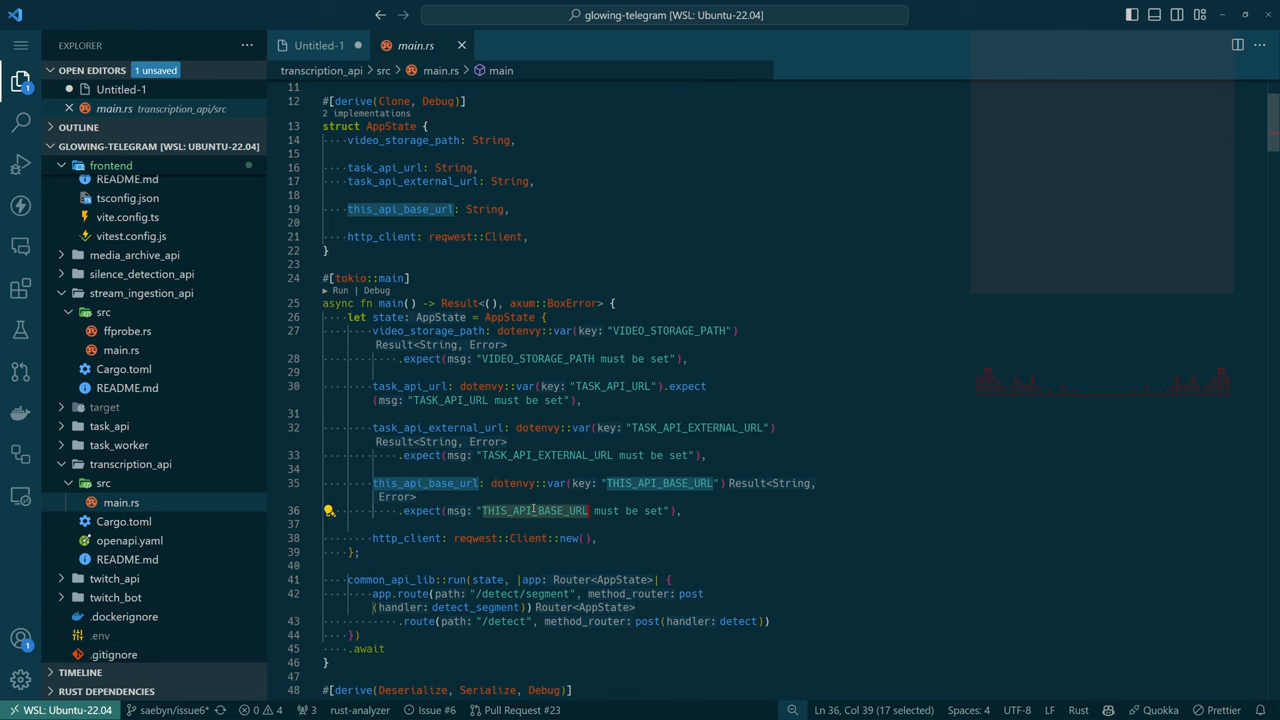 glowing-telegram [WSL: Ubuntu-22.04]
EXPLORER
OPEN EDITORS 1 unsaved
Untitled-1
main.rs transcription_api/src
OUTLINE
GLOWING-TELEGRAM [WSL: UBUNTU-22.04]
frontend
README.md
tsconfig.json
vite.config.ts
vitest.config.js
media_archive_api
silence_detection_api
stream_ingestion_api
src
ffprobe.rs
main.rs
Cargo.toml
README.md
target
task_api
task_worker
transcription_api
src
main.rs
Cargo.toml
openapi.yaml
README.md
twitch_api
twitch_bot
.dockerignore
.env
.gitignore
TIMELINE
RUST DEPENDENCIES
1
1
Untitled-1
main.rs
transcription_api > src > main.rs > main
11
12 #[derive(Clone, Debug)]
2 implementations
13 struct AppState {
14 ····video_storage_path: String,
15
16 ····task_api_url: String,
17 ····task_api_external_url: String,
18
19 ····this_api_base_url: String,
20
21 ····http_client: reqwest::Client,
22 }
23
24 #[tokio::main]
▶ Run | Debug
25 async fn main() -> Result<(), axum::BoxError> {
26 ····let state: AppState = AppState {
27 ········video_storage_path: dotenvy::var(key: "VIDEO_STORAGE_PATH")
Result<String, Error>
28 ············.expect(msg: "VIDEO_STORAGE_PATH must be set"),
29
30 ········task_api_url: dotenvy::var(key: "TASK_API_URL").expect
(msg: "TASK_API_URL must be set"),
31
32 ········task_api_external_url: dotenvy::var(key: "TASK_API_EXTERNAL_URL")
Result<String, Error>
33 ············.expect(msg: "TASK_API_EXTERNAL_URL must be set"),
34
35 ········this_api_base_url: dotenvy::var(key: "THIS_API_BASE_URL") Result<String,
Error>
36 ············.expect(msg: "THIS_API_BASE_URL must be set"),
37
38 ········http_client: reqwest::Client::new(),
39 ····};
40
41 ····common_api_lib::run(state, |app: Router<AppState>| {
42 ········app.route(path: "/detect/segment", method_router: post
(handler: detect_segment)) Router<AppState>
43 ············.route(path: "/detect", method_router: post(handler: detect))
44 ····})
45 ····.await
46 }
47
48 #[derive(Deserialize, Serialize, Debug)]
WSL: Ubuntu-22.04 saebyn/issue6* 0 4 3 rust-analyzer Issue #6 Pull Request #23 Ln 36, Col 39 (17 selected) Spaces: 4 UTF-8 LF Rust Quokka Prettier